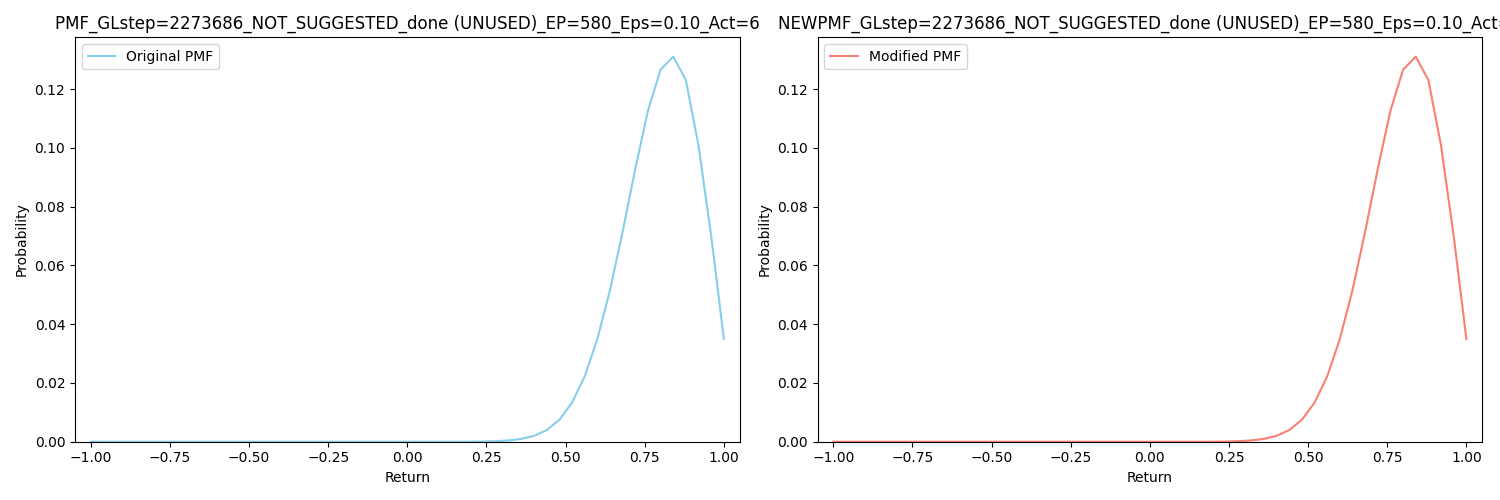 PMF_GLstep=2273686_NOT_SUGGESTED_done (UNUSED)_EP=580_Eps=0.10_Act=6
Original PMF
Probability
0.12
0.10
0.08
0.06
0.04
0.02
0.00
−1.00 −0.75 −0.50 −0.25 0.00 0.25 0.50 0.75 1.00
Return
NEWPMF_GLstep=2273686_NOT_SUGGESTED_done (UNUSED)_EP=580_Eps=0.10_Act=
Modified PMF
Probability
0.12
0.10
0.08
0.06
0.04
0.02
0.00
−1.00 −0.75 −0.50 −0.25 0.00 0.25 0.50 0.75 1.00
Return